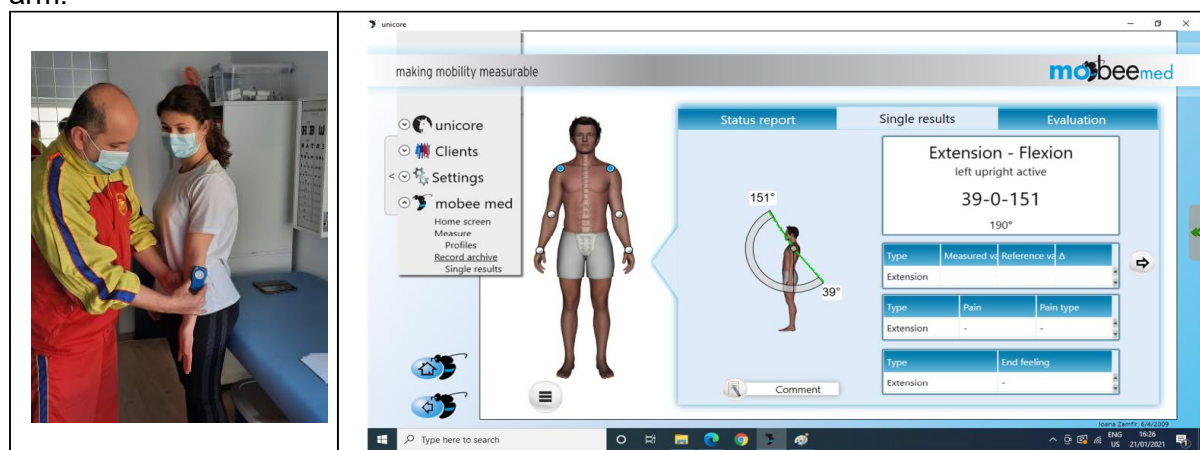 arm.
unicore
making mobility measurable
mobeemed
unicore
Clients
Settings
mobee med
Home screen
Measure
Profiles
Record archive
Single results
Status report
Single results
Evaluation
151°
39°
Extension - Flexion
left upright active
39-0-151
190°
Type Measured va Reference va Δ
Extension
Type Pain Pain type
Extension - -
Type End feeling
Extension -
Comment
Ioana Zamfir, 6/4/2009
Type here to search
ENG 16:26
US 21/01/2021